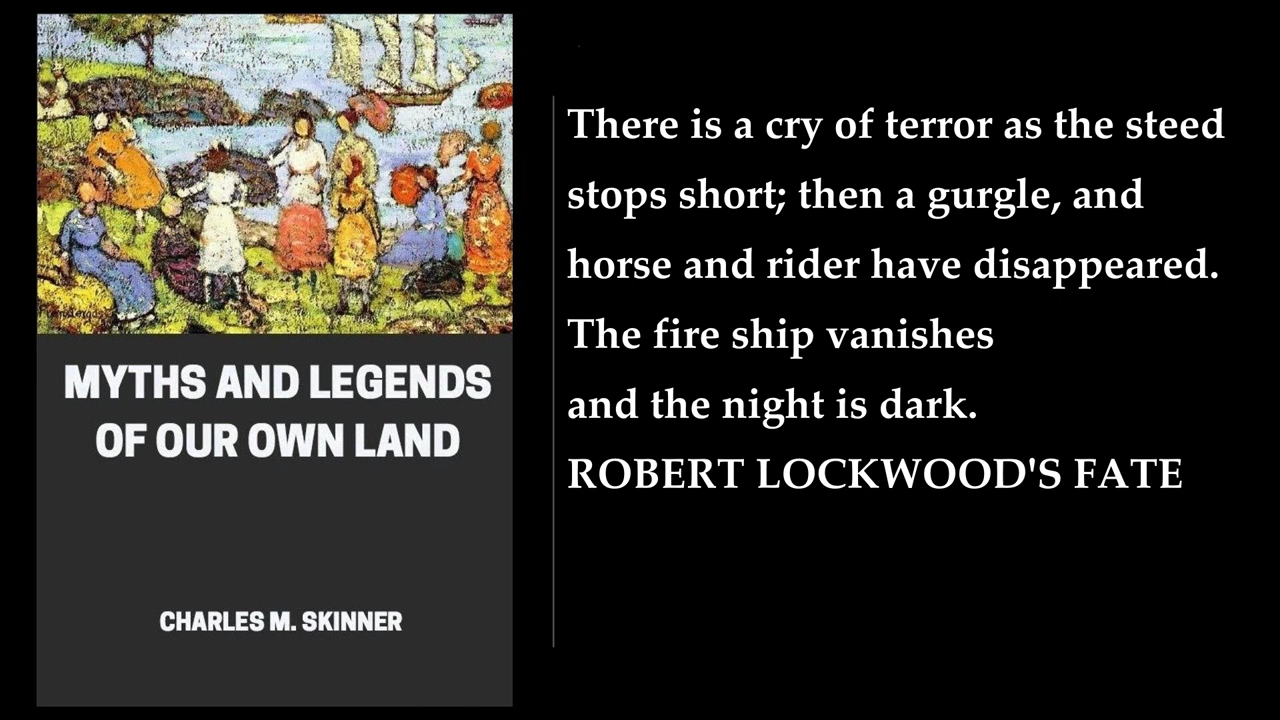 MYTHS AND LEGENDS
OF OUR OWN LAND
CHARLES M. SKINNER
There is a cry of terror as the steed
stops short; then a gurgle, and
horse and rider have disappeared.
The fire ship vanishes
and the night is dark.
ROBERT LOCKWOOD'S FATE